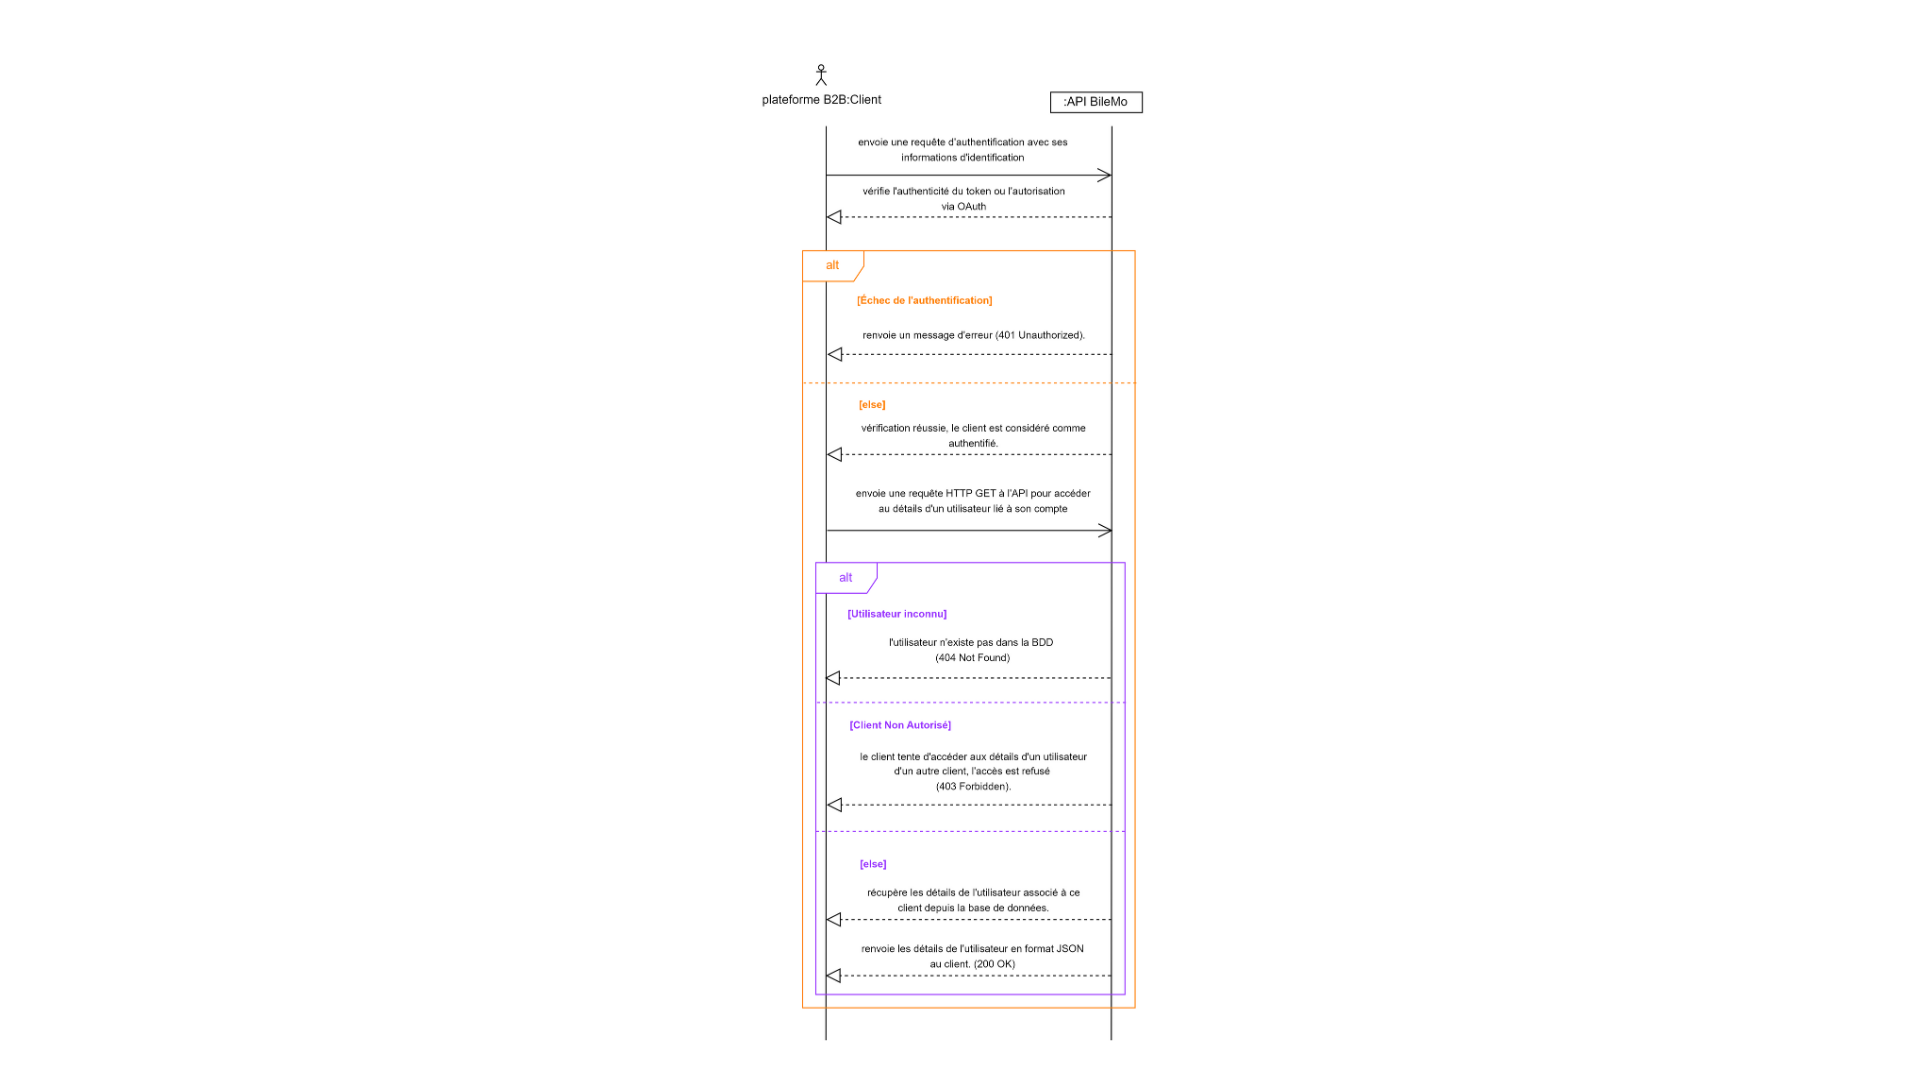 plateforme B2B:Client
:API BileMo
envoie une requête d'authentification avec ses
informations d'identification
vérifie l'authenticité du token ou l'autorisation
via OAuth
alt
[Échec de l'authentification]
renvoie un message d'erreur (401 Unauthorized).
[else]
vérification réussie, le client est considéré comme
authentifié.
envoie une requête HTTP GET à l'API pour accéder
au détails d'un utilisateur lié à son compte
alt
[Utilisateur inconnu]
l'utilisateur n'existe pas dans la BDD
(404 Not Found)
[Client Non Autorisé]
le client tente d'accéder aux détails d'un utilisateur
d'un autre client, l'accès est refusé
(403 Forbidden).
[else]
récupère les détails de l'utilisateur associé à ce
client depuis la base de données.
renvoie les détails de l'utilisateur en format JSON
au client. (200 OK)